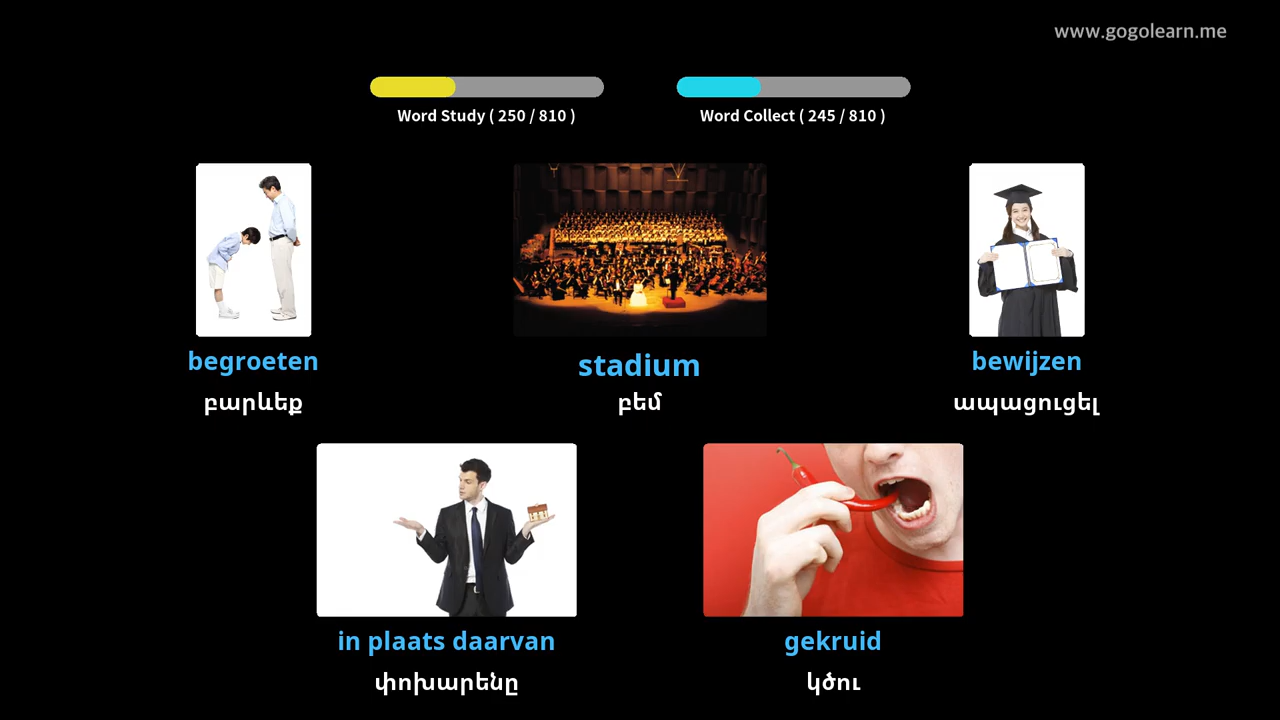 www.gogolearn.me
Word Study ( 250 / 810 )
Word Collect ( 245 / 810 )
begroeten
բարևեք
stadium
բեմ
bewijzen
ապացուցել
in plaats daarvan
փոխարենը
gekruid
կծու